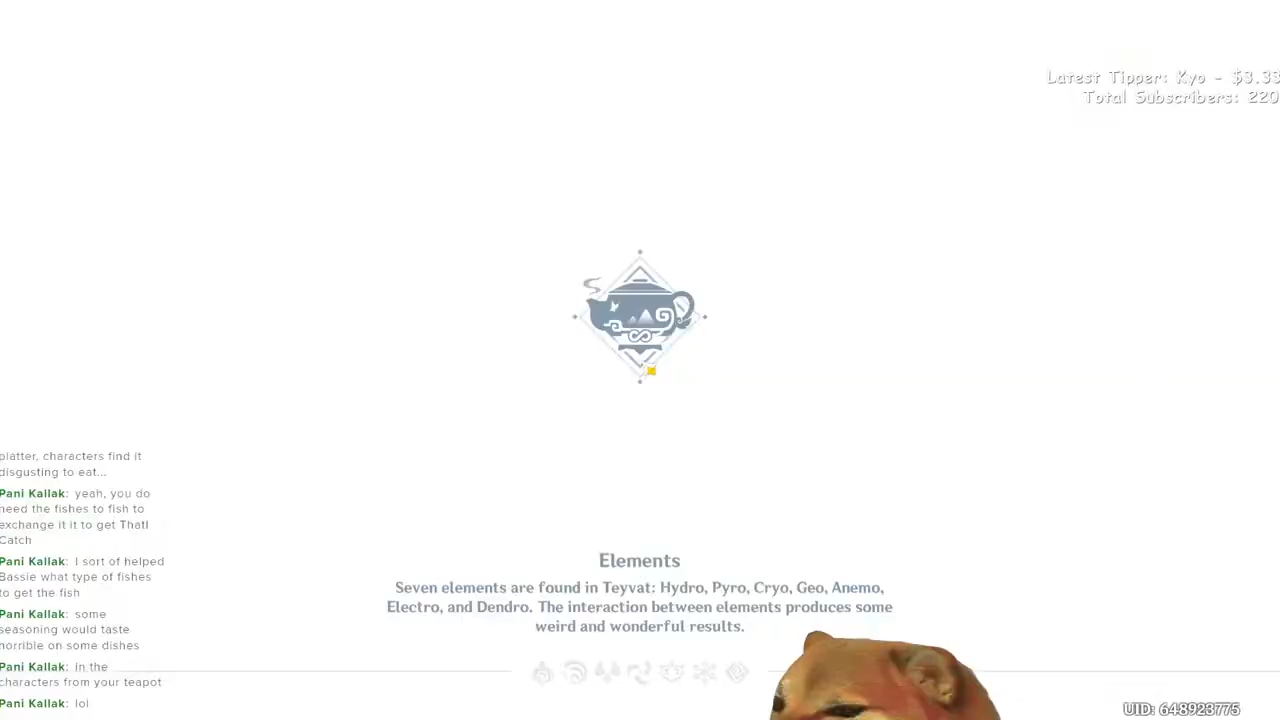 Latest Tipper: Kyo - $3.33
Total Subscribers: 220
platter, characters find it
disgusting to eat...
Pani Kallak: yeah, you do
need the fishes to fish to
exchange it it to get Thatl
Catch
Pani Kallak: I sort of helped
Bassie what type of fishes
to get the fish
Pani Kallak: some
seasoning would taste
horrible on some dishes
Pani Kallak: in the
characters from your teapot
Pani Kallak: lol
Elements
Seven elements are found in Teyvat: Hydro, Pyro, Cryo, Geo, Anemo,
Electro, and Dendro. The interaction between elements produces some
weird and wonderful results.
UID: 648923775